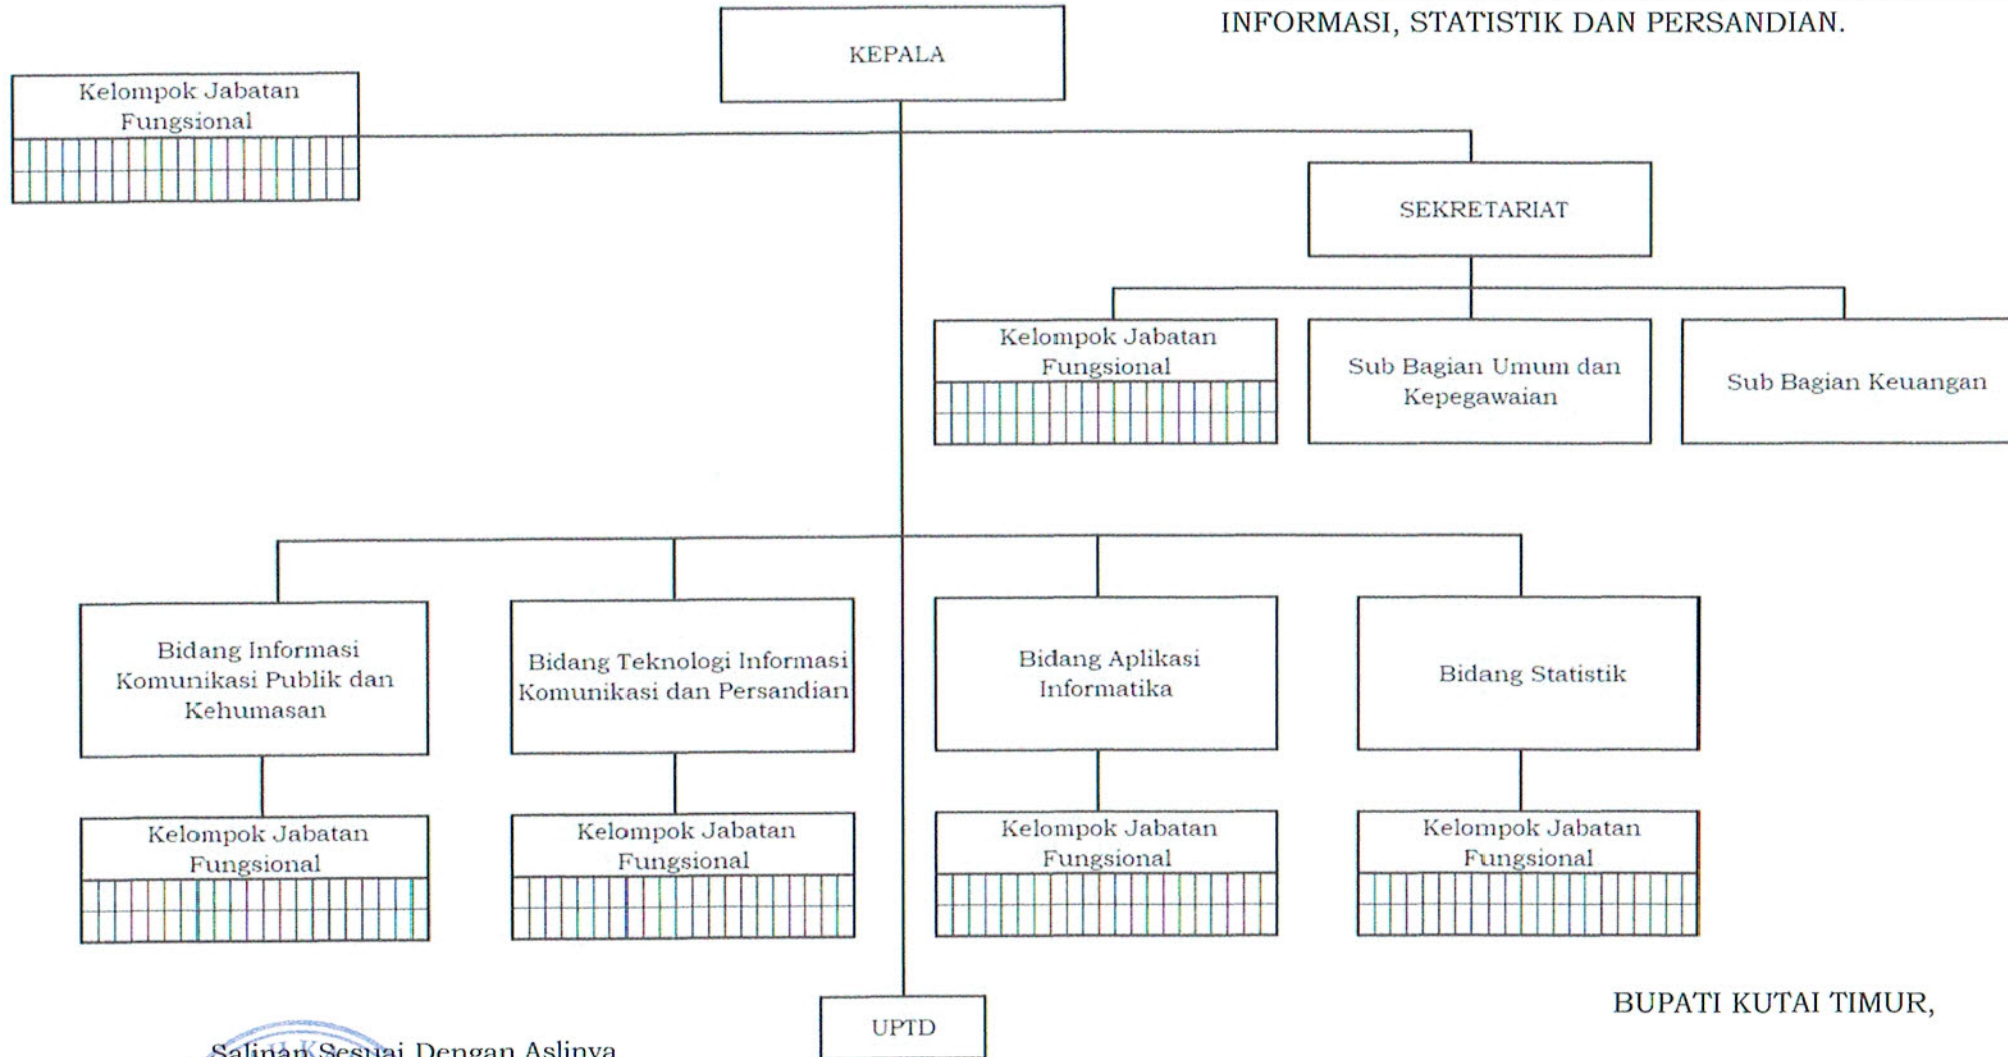 INFORMASI, STATISTIK DAN PERSANDIAN.
KEPALA
Kelompok Jabatan
Fungsional
SEKRETARIAT
Kelompok Jabatan
Fungsional
Sub Bagian Umum dan
Kepegawaian
Sub Bagian Keuangan
Bidang Informasi
Komunikasi Publik dan
Kehumasan
Bidang Teknologi Informasi
Komunikasi dan Persandian
Bidang Aplikasi
Informatika
Bidang Statistik
Kelompok Jabatan
Fungsional
Kelompok Jabatan
Fungsional
Kelompok Jabatan
Fungsional
Kelompok Jabatan
Fungsional
BUPATI KUTAI TIMUR,
UPTD
Salinan Sesuai Dengan Aslinya